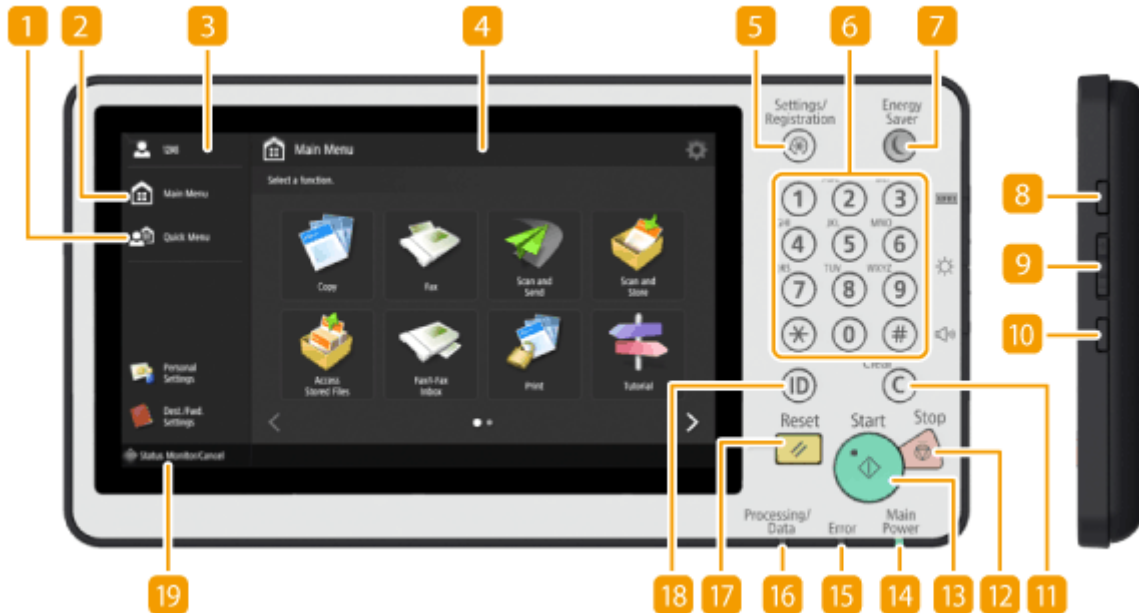 1
2
3
4
5
6
7
Settings/
Registration
Energy
Saver
Main Menu
Select a function.
Main Menu
Quick Menu
Copy
Fax
Scan and
Send
Scan and
Store
Access
Stored Files
Fax/I-Fax
Inbox
Print
Tutorial
Personal
Settings
Dest./Fwd.
Settings
Status Monitor/Cancel
1
2
3
JKL
MNO
4
5
6
TUV
WXYZ
7
8
9
0
#
Clear
ID
C
Reset
Start
Stop
Processing/
Data
Error
Main
Power
8
9
10
19
18
17
16
15
14
13
12
11